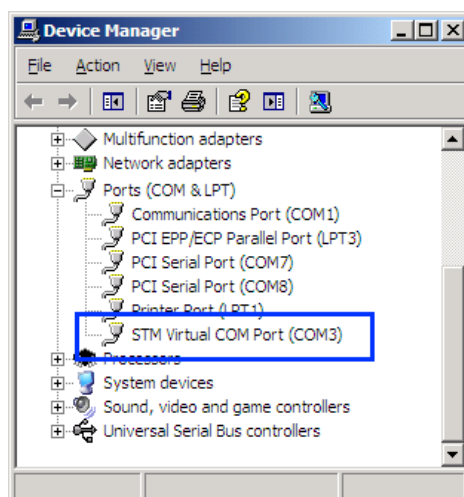 Device Manager
File Action View Help
Multifunction adapters
Network adapters
Ports (COM & LPT)
Communications Port (COM1)
PCI EPP/ECP Parallel Port (LPT3)
PCI Serial Port (COM7)
PCI Serial Port (COM8)
Printer Port (LPT1)
STM Virtual COM Port (COM3)
Processors
System devices
Sound, video and game controllers
Universal Serial Bus controllers